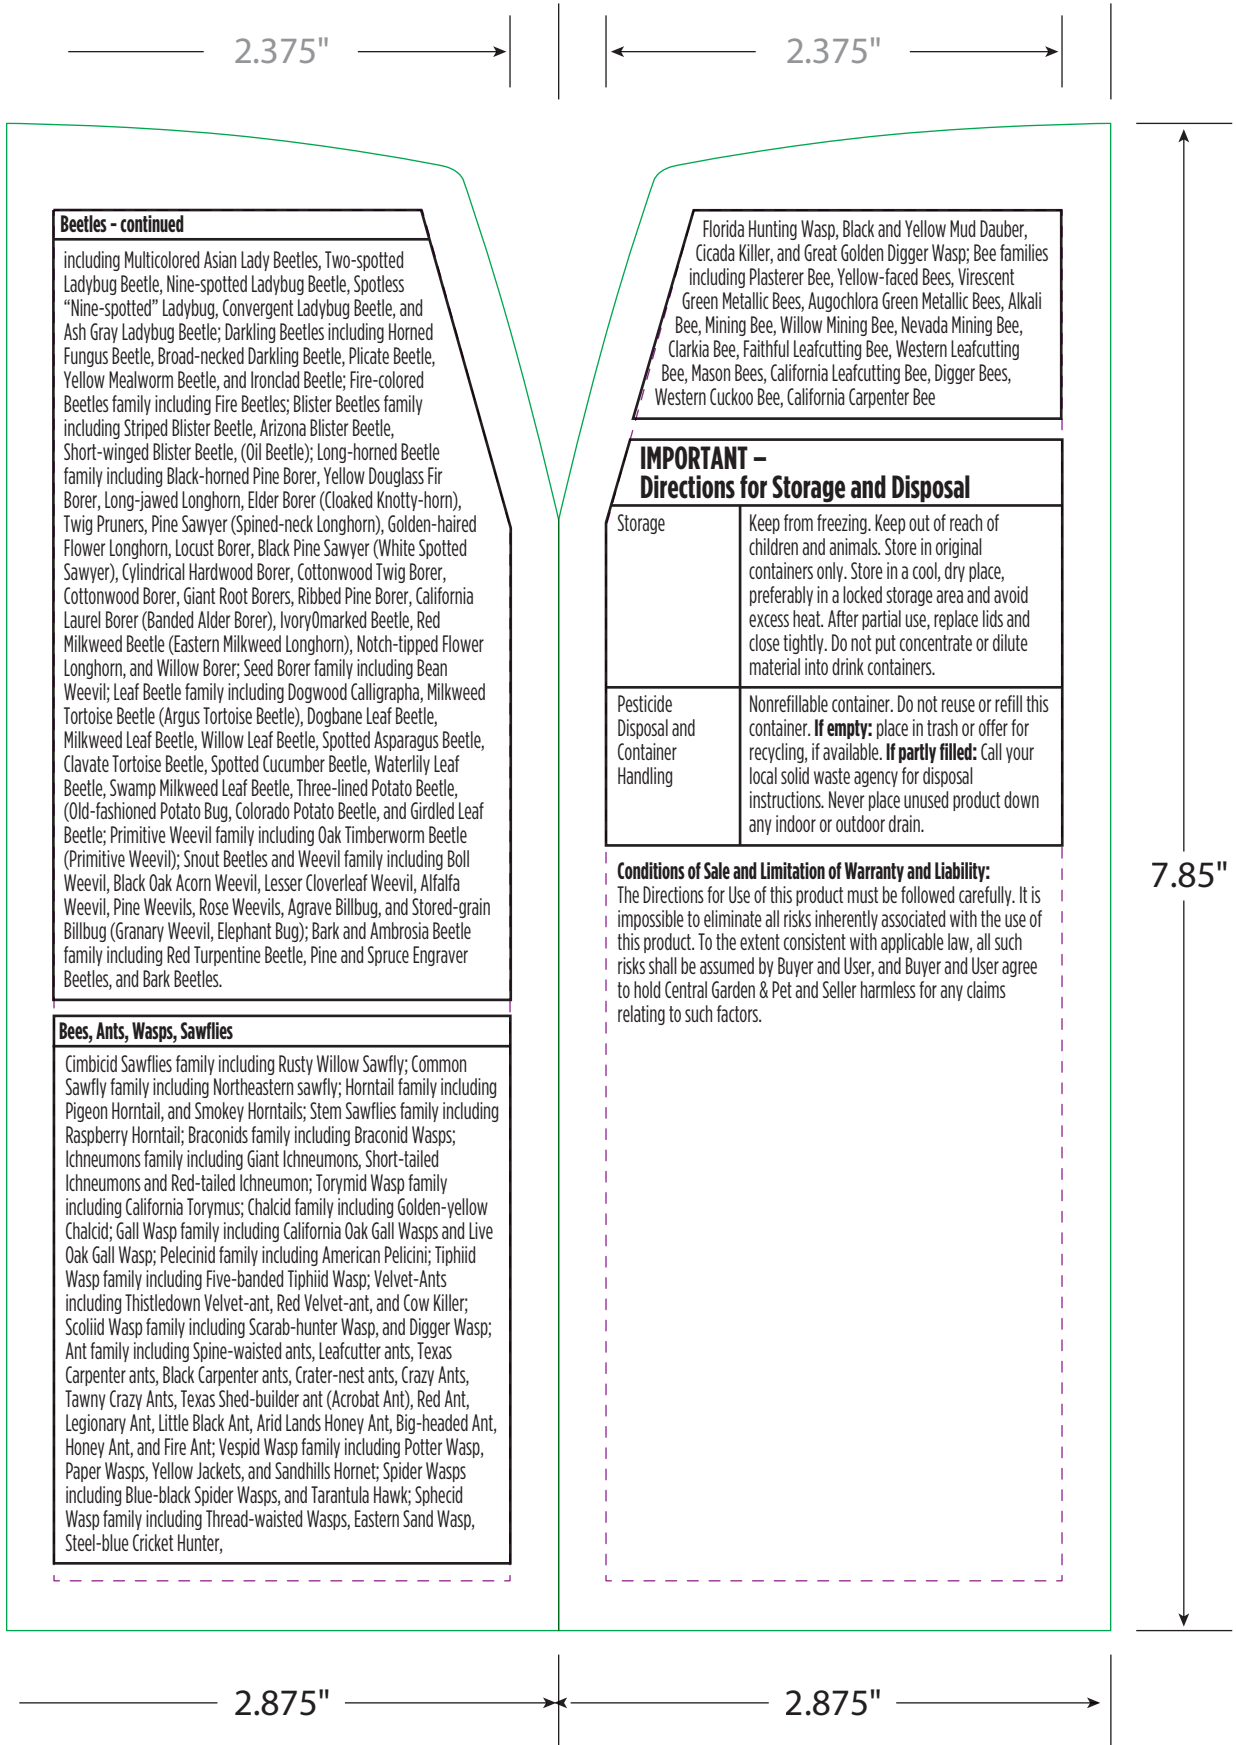 2.375"
2.375"
Beetles - continued
including Multicolored Asian Lady Beetles, Two-spotted
Ladybug Beetle, Nine-spotted Ladybug Beetle, Spotless
“Nine-spotted” Ladybug, Convergent Ladybug Beetle, and
Ash Gray Ladybug Beetle; Darkling Beetles including Horned
Fungus Beetle, Broad-necked Darkling Beetle, Plicate Beetle,
Yellow Mealworm Beetle, and Ironclad Beetle; Fire-colored
Beetles family including Fire Beetles; Blister Beetles family
including Striped Blister Beetle, Arizona Blister Beetle,
Short-winged Blister Beetle, (Oil Beetle); Long-horned Beetle
family including Black-horned Pine Borer, Yellow Douglass Fir
Borer, Long-jawed Longhorn, Elder Borer (Cloaked Knotty-horn),
Twig Pruners, Pine Sawyer (Spined-neck Longhorn), Golden-haired
Flower Longhorn, Locust Borer, Black Pine Sawyer (White Spotted
Sawyer), Cylindrical Hardwood Borer, Cottonwood Twig Borer,
Cottonwood Borer, Giant Root Borers, Ribbed Pine Borer, California
Laurel Borer (Banded Alder Borer), Ivory0marked Beetle, Red
Milkweed Beetle (Eastern Milkweed Longhorn), Notch-tipped Flower
Longhorn, and Willow Borer; Seed Borer family including Bean
Weevil; Leaf Beetle family including Dogwood Calligrapha, Milkweed
Tortoise Beetle (Argus Tortoise Beetle), Dogbane Leaf Beetle,
Milkweed Leaf Beetle, Willow Leaf Beetle, Spotted Asparagus Beetle,
Clavate Tortoise Beetle, Spotted Cucumber Beetle, Waterlily Leaf
Beetle, Swamp Milkweed Leaf Beetle, Three-lined Potato Beetle,
(Old-fashioned Potato Bug, Colorado Potato Beetle, and Girdled Leaf
Beetle; Primitive Weevil family including Oak Timberworm Beetle
(Primitive Weevil); Snout Beetles and Weevil family including Boll
Weevil, Black Oak Acorn Weevil, Lesser Cloverleaf Weevil, Alfalfa
Weevil, Pine Weevils, Rose Weevils, Agrave Billbug, and Stored-grain
Billbug (Granary Weevil, Elephant Bug); Bark and Ambrosia Beetle
family including Red Turpentine Beetle, Pine and Spruce Engraver
Beetles, and Bark Beetles.
Bees, Ants, Wasps, Sawflies
Cimbicid Sawflies family including Rusty Willow Sawfly; Common
Sawfly family including Northeastern sawfly; Horntail family including
Pigeon Horntail, and Smokey Horntails; Stem Sawflies family including
Raspberry Horntail; Braconids family including Braconid Wasps;
Ichneumons family including Giant Ichneumons, Short-tailed
Ichneumons and Red-tailed Ichneumon; Torymid Wasp family
including California Torymus; Chalcid family including Golden-yellow
Chalcid; Gall Wasp family including California Oak Gall Wasps and Live
Oak Gall Wasp; Pelecinid family including American Pelicini; Tiphiid
Wasp family including Five-banded Tiphiid Wasp; Velvet-Ants
including Thistledown Velvet-ant, Red Velvet-ant, and Cow Killer;
Scoliid Wasp family including Scarab-hunter Wasp, and Digger Wasp;
Ant family including Spine-waisted ants, Leafcutter ants, Texas
Carpenter ants, Black Carpenter ants, Crater-nest ants, Crazy Ants,
Tawny Crazy Ants, Texas Shed-builder ant (Acrobat Ant), Red Ant,
Legionary Ant, Little Black Ant, Arid Lands Honey Ant, Big-headed Ant,
Honey Ant, and Fire Ant; Vespid Wasp family including Potter Wasp,
Paper Wasps, Yellow Jackets, and Sandhills Hornet; Spider Wasps
including Blue-black Spider Wasps, and Tarantula Hawk; Sphecid
Wasp family including Thread-waisted Wasps, Eastern Sand Wasp,
Steel-blue Cricket Hunter,
Florida Hunting Wasp, Black and Yellow Mud Dauber,
Cicada Killer, and Great Golden Digger Wasp; Bee families
including Plasterer Bee, Yellow-faced Bees, Virescent
Green Metallic Bees, Augochlora Green Metallic Bees, Alkali
Bee, Mining Bee, Willow Mining Bee, Nevada Mining Bee,
Clarkia Bee, Faithful Leafcutting Bee, Western Leafcutting
Bee, Mason Bees, California Leafcutting Bee, Digger Bees,
Western Cuckoo Bee, California Carpenter Bee
IMPORTANT –
Directions for Storage and Disposal
Storage
Keep from freezing. Keep out of reach of
children and animals. Store in original
containers only. Store in a cool, dry place,
preferably in a locked storage area and avoid
excess heat. After partial use, replace lids and
close tightly. Do not put concentrate or dilute
material into drink containers.
Pesticide
Disposal and
Container
Handling
Nonrefillable container. Do not reuse or refill this
container. If empty: place in trash or offer for
recycling, if available. If partly filled: Call your
local solid waste agency for disposal
instructions. Never place unused product down
any indoor or outdoor drain.
Conditions of Sale and Limitation of Warranty and Liability:
The Directions for Use of this product must be followed carefully. It is
impossible to eliminate all risks inherently associated with the use of
this product. To the extent consistent with applicable law, all such
risks shall be assumed by Buyer and User, and Buyer and User agree
to hold Central Garden & Pet and Seller harmless for any claims
relating to such factors.
7.85"
2.875"
2.875"